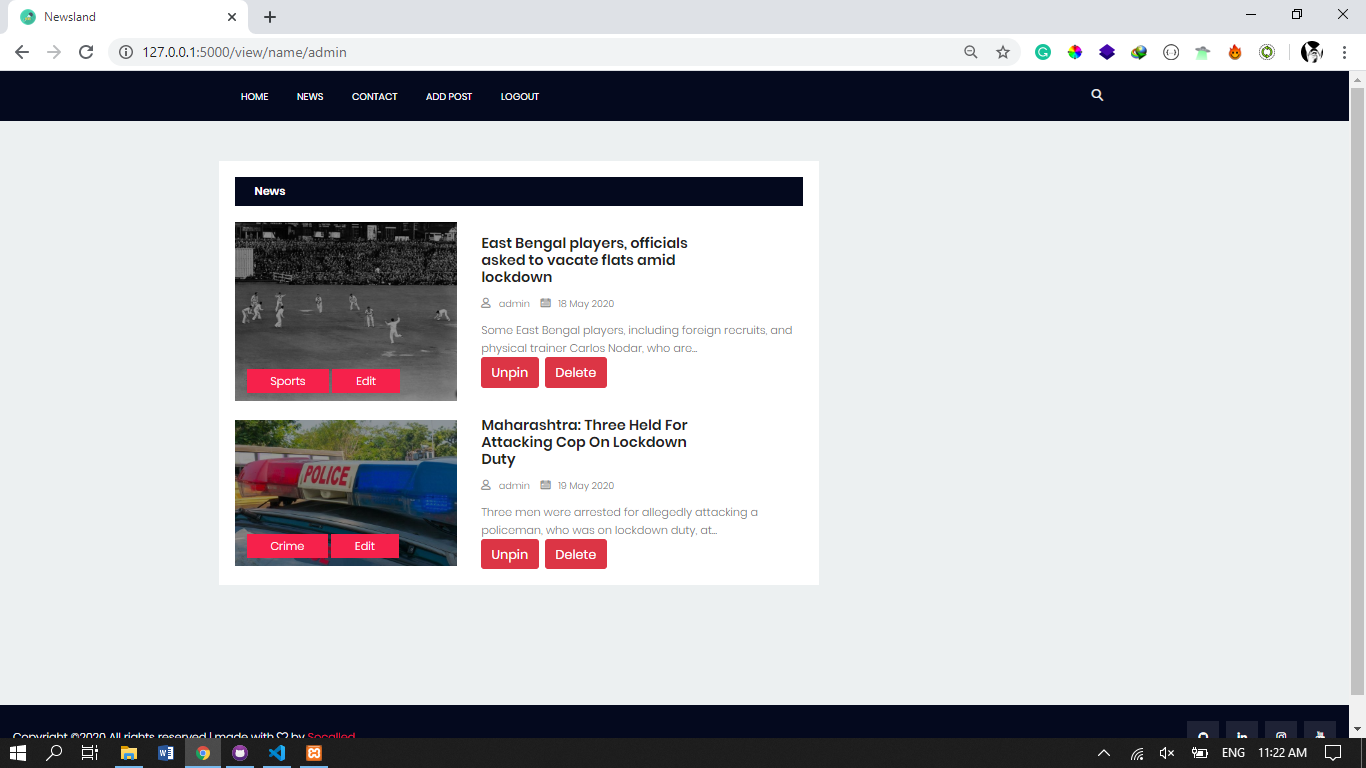 Newsland
127.0.0.1:5000/view/name/admin
HOME NEWS CONTACT ADD POST LOGOUT
News
East Bengal players, officials
asked to vacate flats amid
lockdown
admin 18 May 2020
Some East Bengal players, including foreign recruits, and
physical trainer Carlos Nodar, who are...
Unpin Delete
Sports Edit
Maharashtra: Three Held For
Attacking Cop On Lockdown
Duty
admin 19 May 2020
Three men were arrested for allegedly attacking a
policeman, who was on lockdown duty, at...
Unpin Delete
POLICE
Crime Edit
Copyright ©2020 All rights reserved | made with by Socalled
ENG 11:22 AM